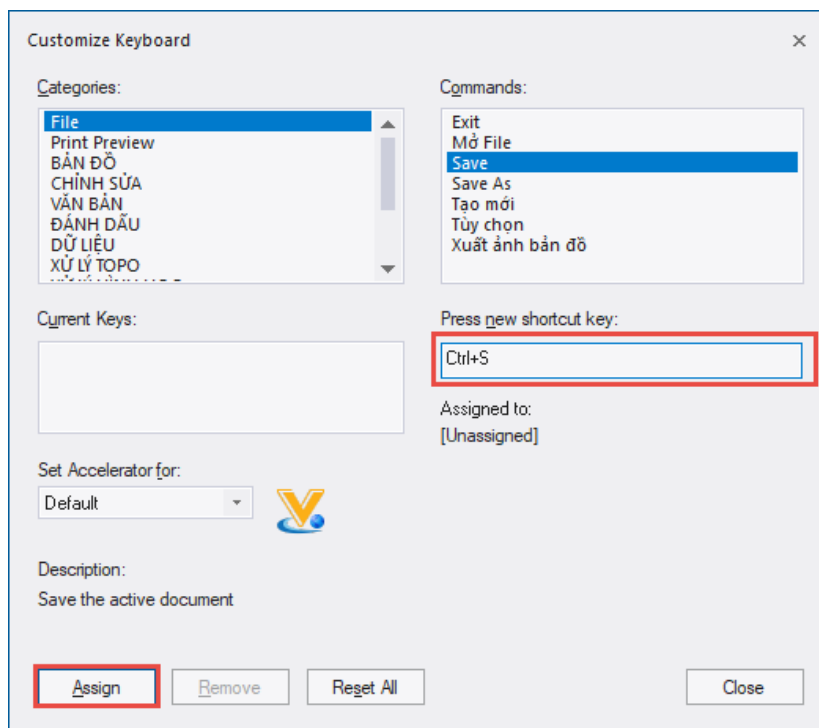 Customize Keyboard
Categories:
File
Print Preview
BẢN ĐỒ
CHỈNH SỬA
VĂN BẢN
ĐÁNH DẤU
DỮ LIỆU
XỬ LÝ TOPO
Commands:
Exit
Mở File
Save
Save As
Tạo mới
Tùy chọn
Xuất ảnh bản đồ
Current Keys:
Press new shortcut key:
Ctrl+S
Assigned to:
[Unassigned]
Set Accelerator for:
Default
Description:
Save the active document
Assign
Remove
Reset All
Close